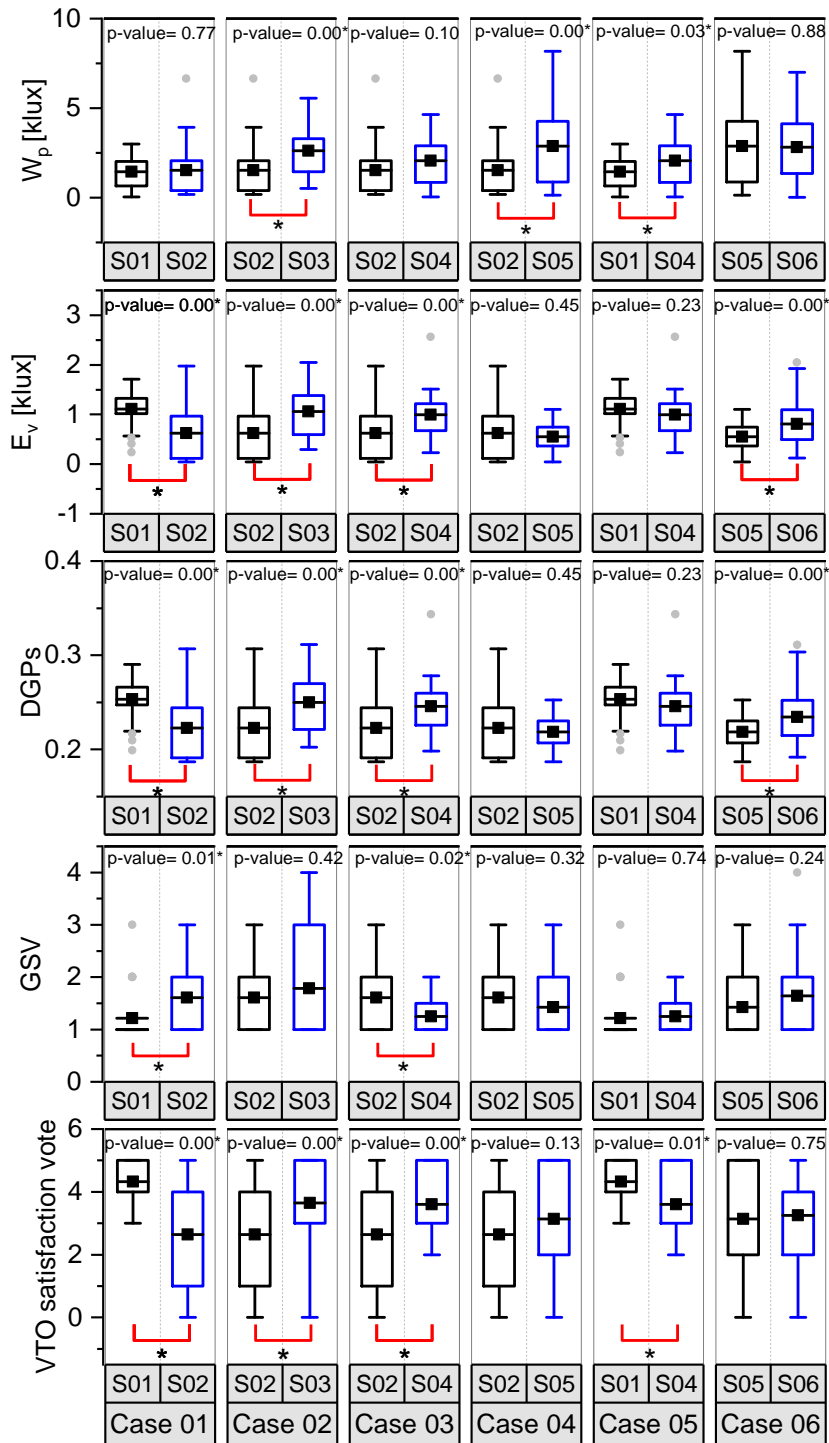 10
p-value= 0.77 p-value= 0.00* p-value= 0.10 p-value= 0.00* p-value= 0.03* p-value= 0.88
5
0
Wp [klux]
* * *
S01 S02 S02 S03 S02 S04 S02 S05 S01 S04 S05 S06
p-value= 0.00* p-value= 0.00* p-value= 0.00* p-value= 0.45 p-value= 0.23 p-value= 0.00*
3
2
1
0
-1
Ev [klux]
* * * *
S01 S02 S02 S03 S02 S04 S02 S05 S01 S04 S05 S06
0.4
p-value= 0.00* p-value= 0.00* p-value= 0.00* p-value= 0.45 p-value= 0.23 p-value= 0.00*
0.3
0.2
DGPs
* * * *
S01 S02 S02 S03 S02 S04 S02 S05 S01 S04 S05 S06
p-value= 0.01* p-value= 0.42 p-value= 0.02* p-value= 0.32 p-value= 0.74 p-value= 0.24
4
3
2
1
0
GSV
* *
S01 S02 S02 S03 S02 S04 S02 S05 S01 S04 S05 S06
6
p-value= 0.00* p-value= 0.00* p-value= 0.00* p-value= 0.13 p-value= 0.01* p-value= 0.75
4
2
0
VTO satisfaction vote
* * * *
S01 S02 S02 S03 S02 S04 S02 S05 S01 S04 S05 S06
Case 01 Case 02 Case 03 Case 04 Case 05 Case 06